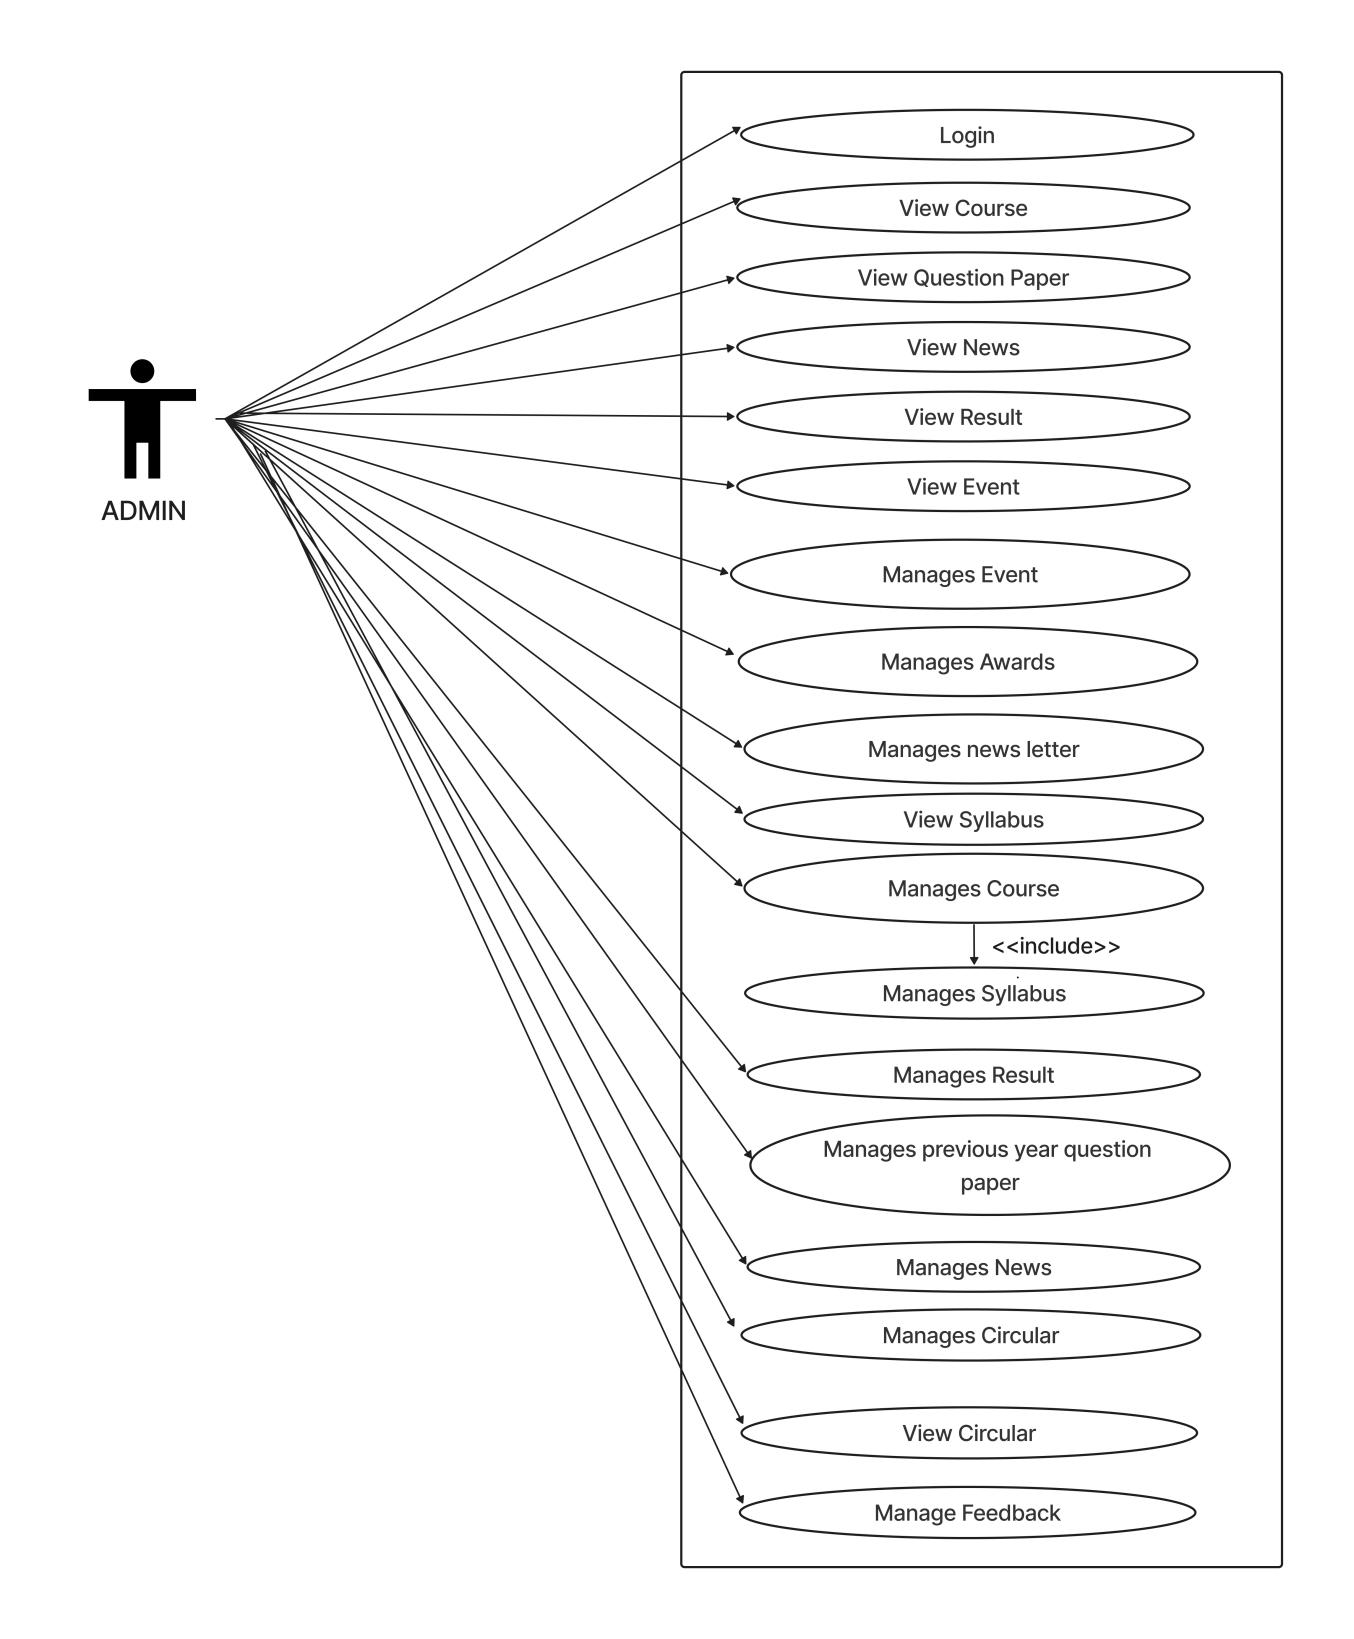 Login
View Course
View Question Paper
View News
View Result
View Event
ADMIN
Manages Event
Manages Awards
Manages news letter
View Syllabus
Manages Course
<<include>>
Manages Syllabus
Manages Result
Manages previous year question
paper
Manages News
Manages Circular
View Circular
Manage Feedback